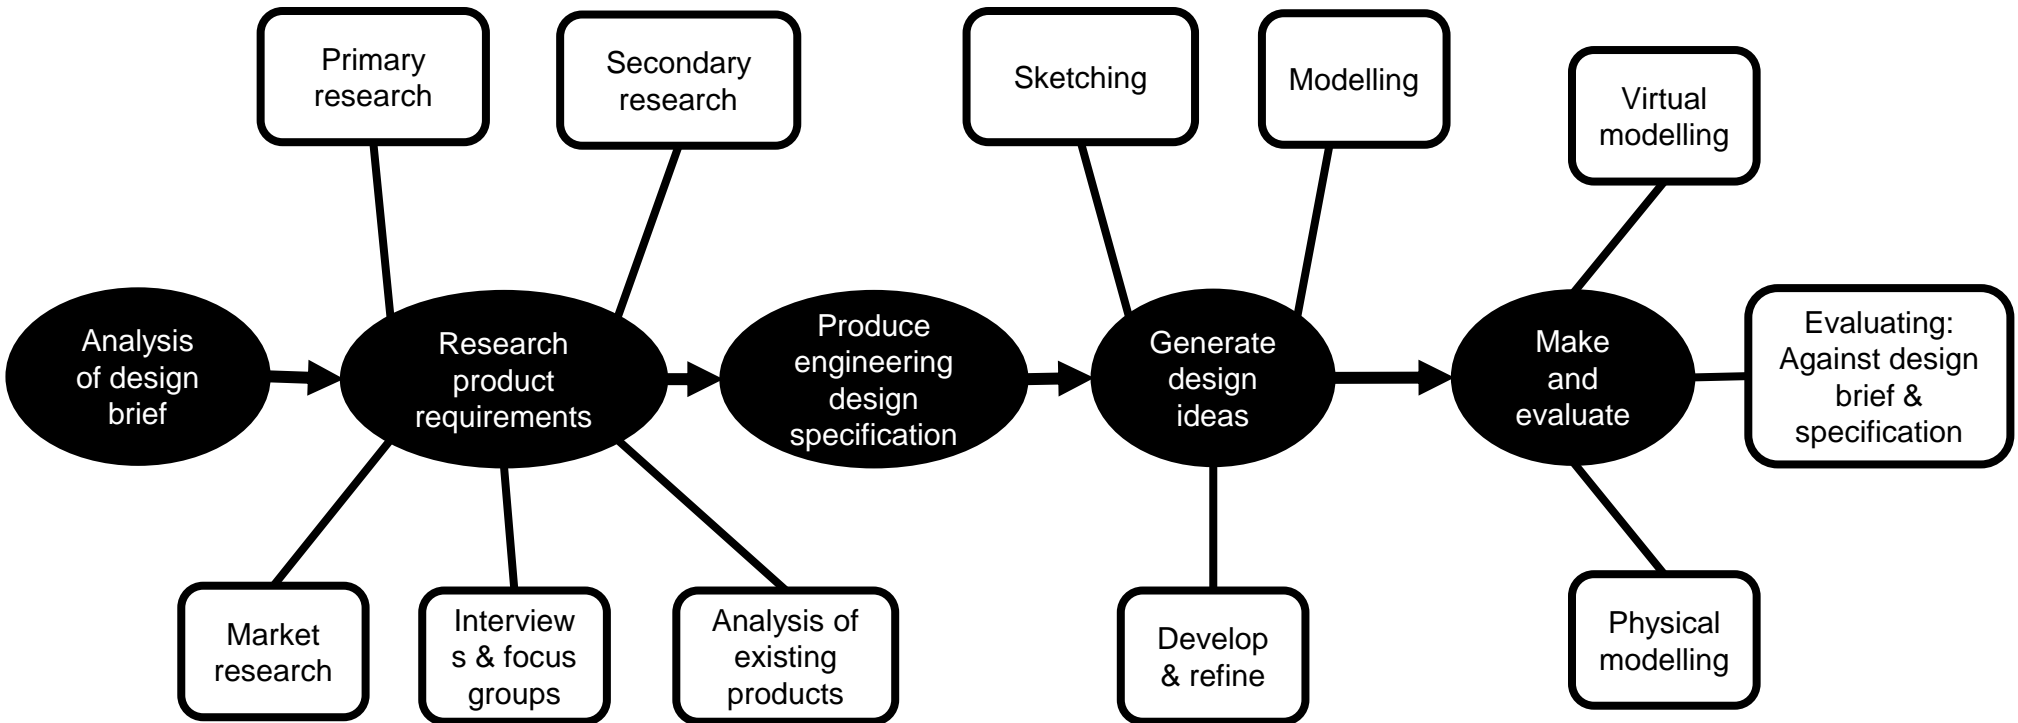 Primary
research
Secondary
research
Sketching
Modelling
Virtual
modelling
Analysis
of design
brief
Research
product
requirements
Produce
engineering
design
specification
Generate
design
ideas
Make
and
evaluate
Evaluating:
Against design
brief &
specification
Market
research
Interview
s & focus
groups
Analysis of
existing
products
Develop
& refine
Physical
modelling